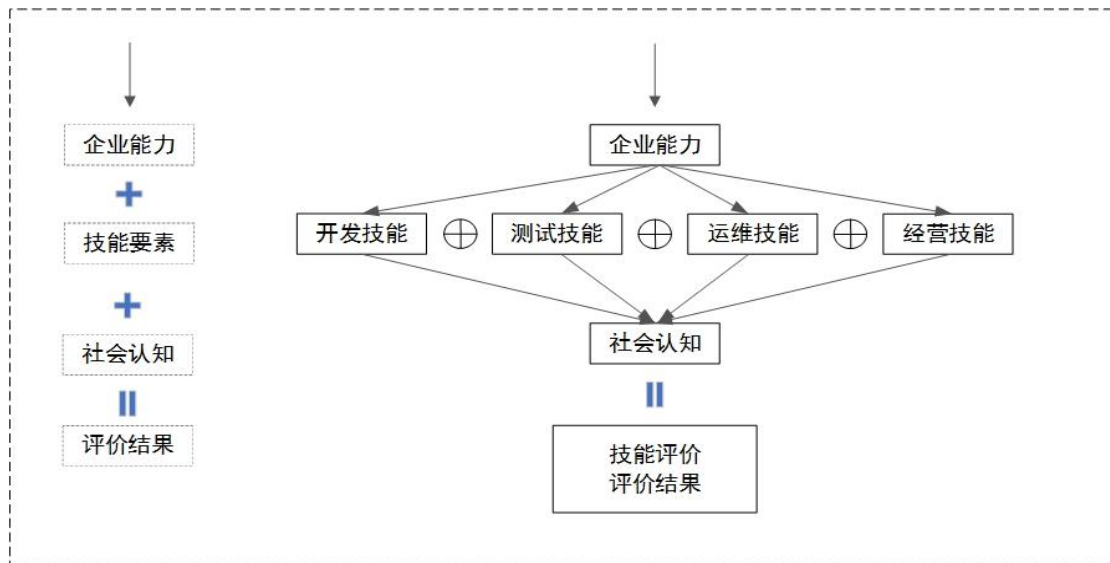 企业能力
技能要素
社会认知
评价结果
企业能力
开发技能
测试技能
运维技能
经营技能
社会认知
技能评价
评价结果